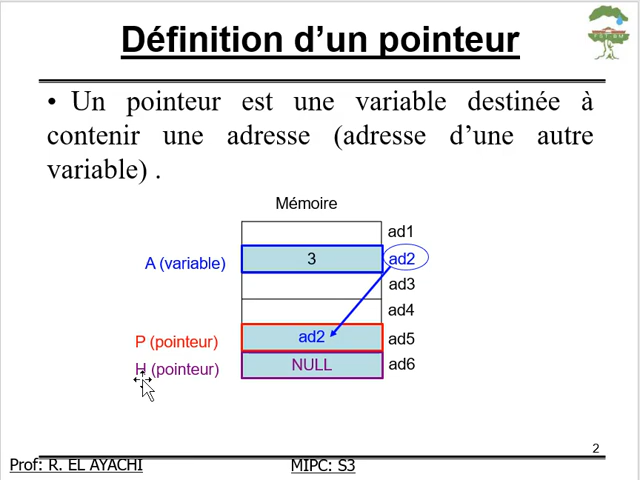 Définition d'un pointeur
• Un pointeur est une variable destinée à
contenir une adresse (adresse d'une autre
variable) .
Mémoire
ad1
A (variable) 3 ad2
ad3
ad4
P (pointeur) ad2 ad5
H (pointeur) NULL ad6
2
Prof: R. EL AYACHI MIPC: S3